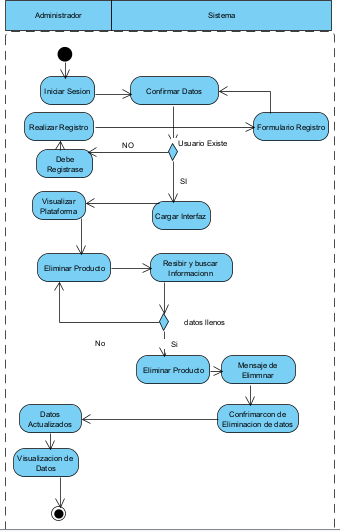 Administrador
Sistema
Iniciar Sesion
Confirmar Datos
Realizar Registro
Formulario Registro
Usuario Existe
NO
Debe
Registrase
SI
Visualizar
Plataforma
Cargar Interfaz
Eliminar Producto
Resibir y buscar
Informacionn
datos llenos
No
Si
Eliminar Producto
Mensaje de
Elimmnar
Datos
Actualizados
Confrimarcon de
Eliminacion de datos
Visualizacion de
Datos